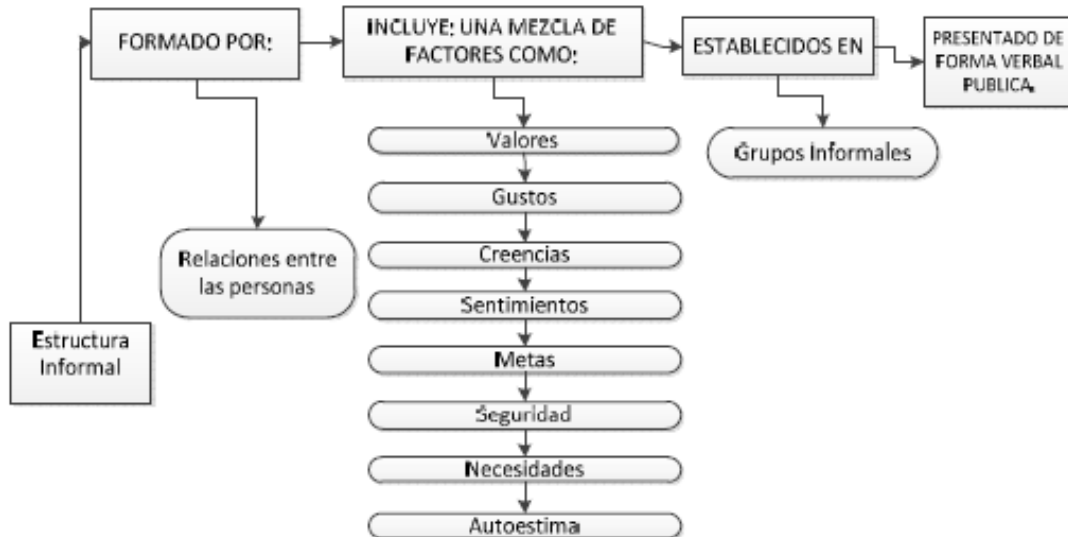 FORMADO POR:
INCLUYE: UNA MEZCLA DE
FACTORES COMO:
ESTABLECIDOS EN
PRESENTADO DE
FORMA VERBAL
PUBLICA.
Valores
Grupos Informales
Gustos
Relaciones entre
las personas
Creencias
Sentimientos
Estructura
Informal
Metas
Seguridad
Necesidades
Autoestima